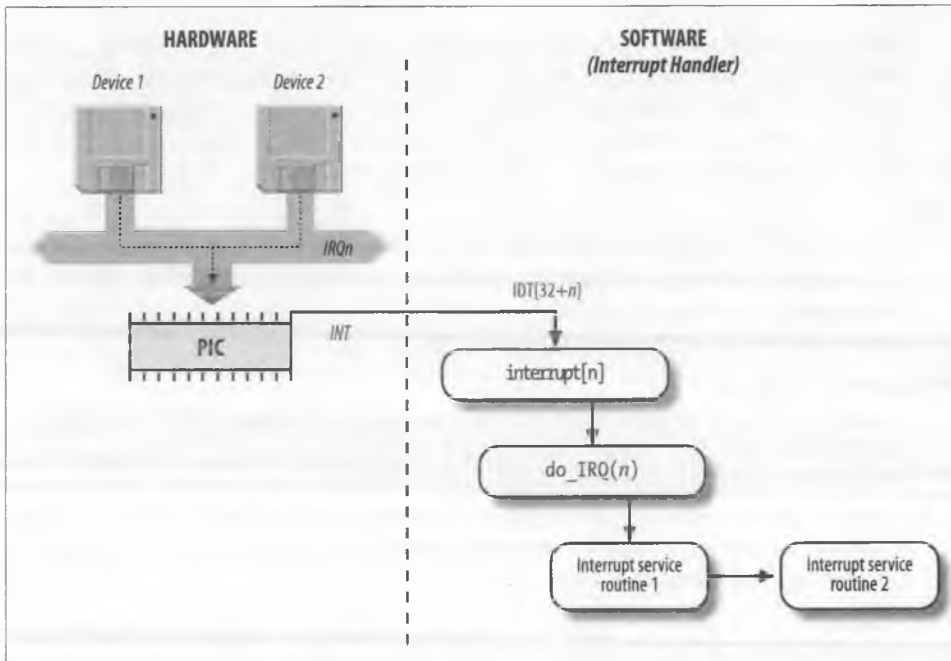 HARDWARE
SOFTWARE
(Interrupt Handler)
Device 1
Device 2
IRQn
IDT[32+n]
INT
PIC
interrupt[n]
do_IRQ(n)
Interrupt service
routine 1
Interrupt service
routine 2